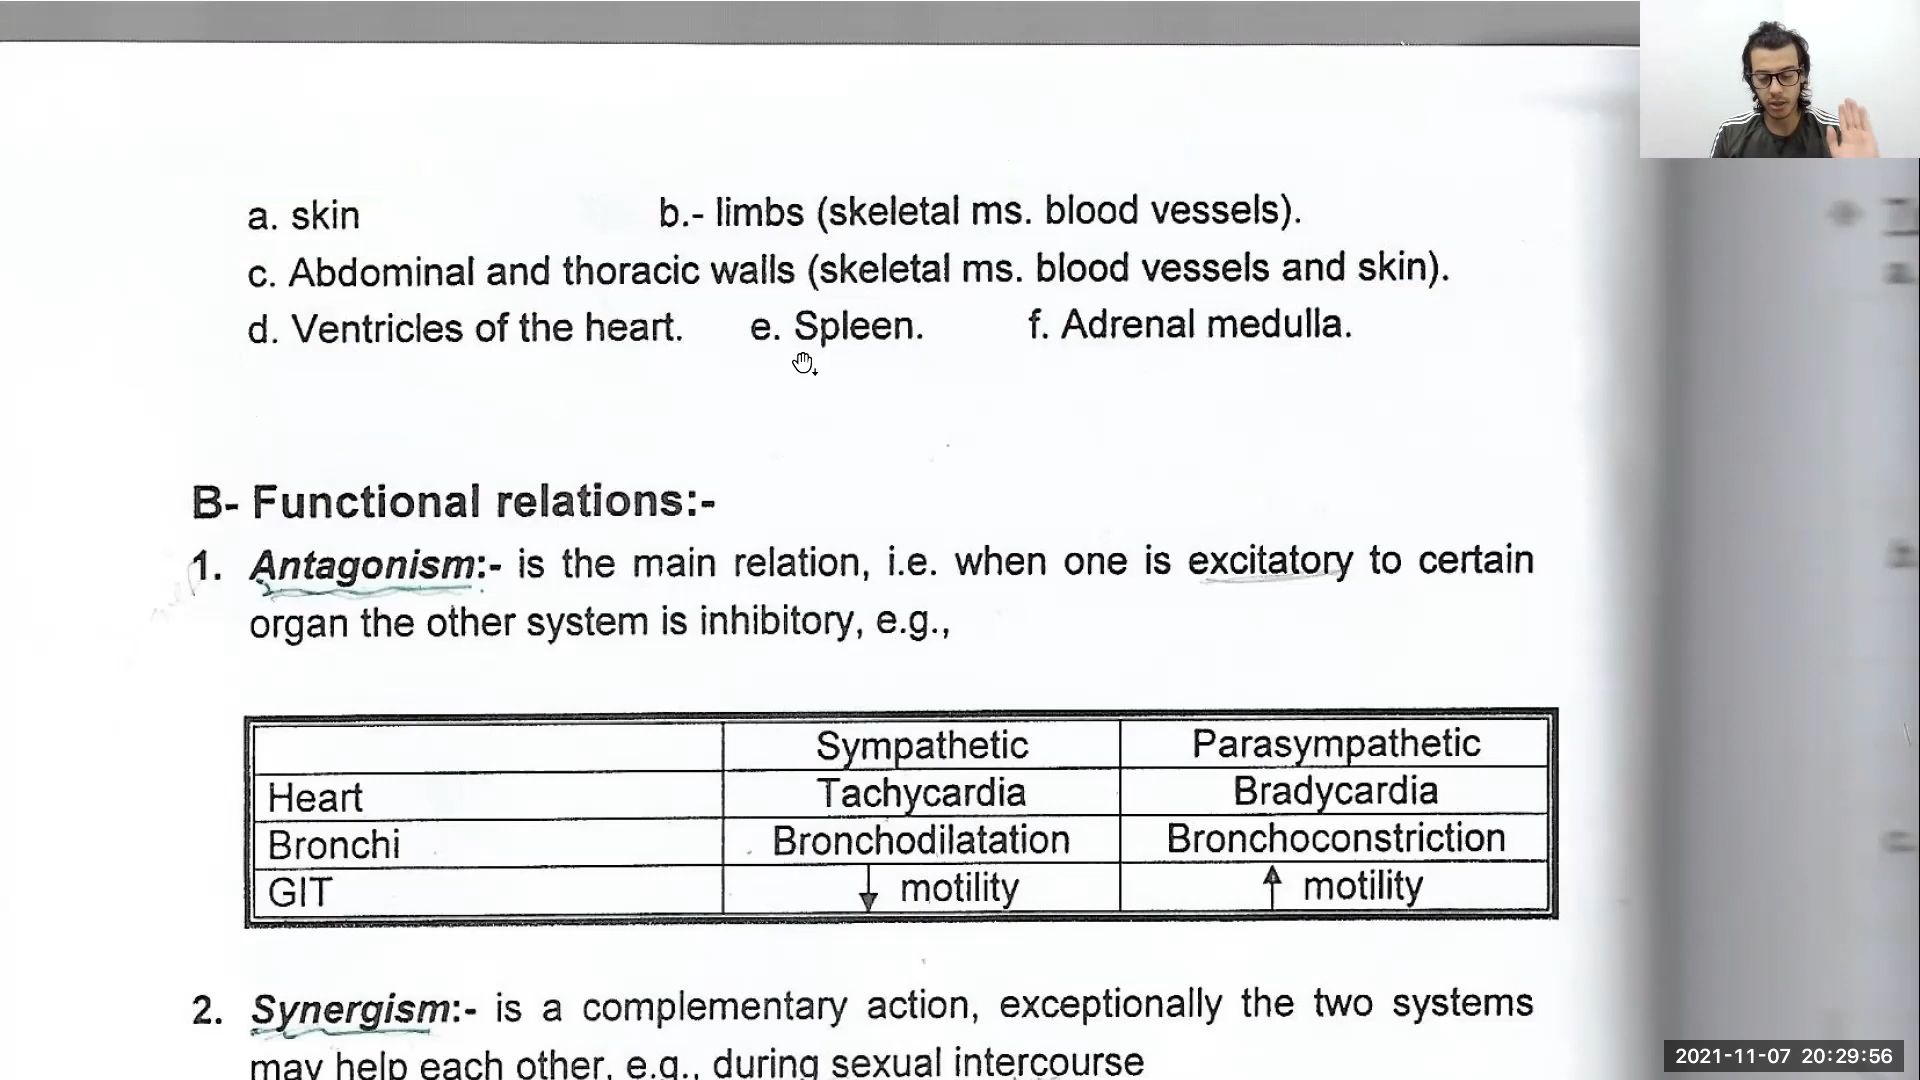 a. skin b.- limbs (skeletal ms. blood vessels).
c. Abdominal and thoracic walls (skeletal ms. blood vessels and skin).
d. Ventricles of the heart. e. Spleen. f. Adrenal medulla.
B- Functional relations:-
1. Antagonism:- is the main relation, i.e. when one is excitatory to certain
organ the other system is inhibitory, e.g.,
Sympathetic Parasympathetic
Heart Tachycardia Bradycardia
Bronchi Bronchodilatation Bronchoconstriction
GIT ↓ motility ↑ motility
2. Synergism:- is a complementary action, exceptionally the two systems
may help each other, e.g., during sexual intercourse
2021-11-07 20:29:56